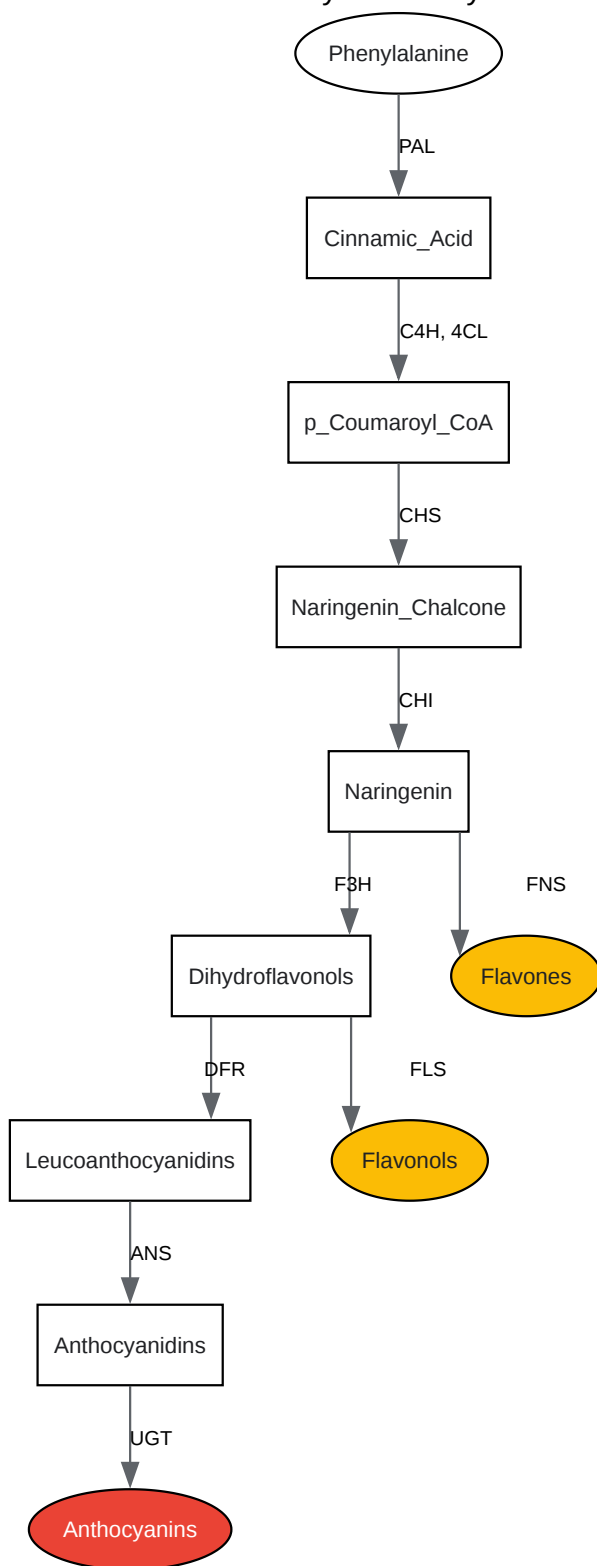 Phenylalanine
PAL
Cinnamic_Acid
C4H, 4CL
p_Coumaroyl_CoA
CHS
Naringenin_Chalcone
CHI
Naringenin
F3H
FNS
Dihydroflavonols
Flavones
DFR
FLS
Leucoanthocyanidins
Flavonols
ANS
Anthocyanidins
UGT
Anthocyanins